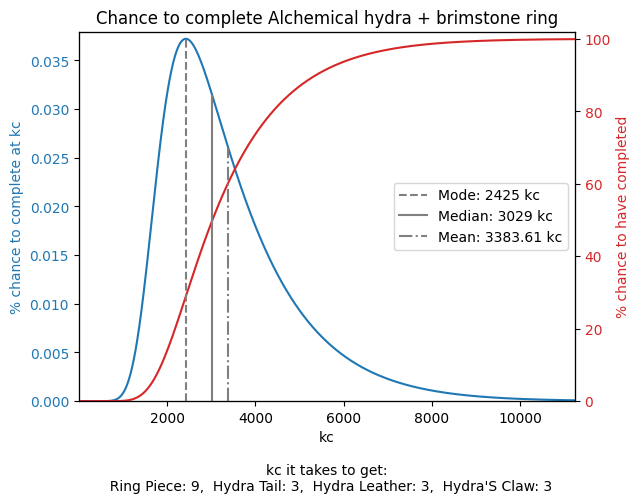 Chance to complete Alchemical hydra + brimstone ring
% chance to complete at kc
0.035
0.030
0.025
0.020
0.015
0.010
0.005
0.000
100
80
60
40
20
0
% chance to have completed
Mode: 2425 kc
Median: 3029 kc
Mean: 3383.61 kc
2000 4000 6000 8000 10000
kc
kc it takes to get:
Ring Piece: 9, Hydra Tail: 3, Hydra Leather: 3, Hydra'S Claw: 3